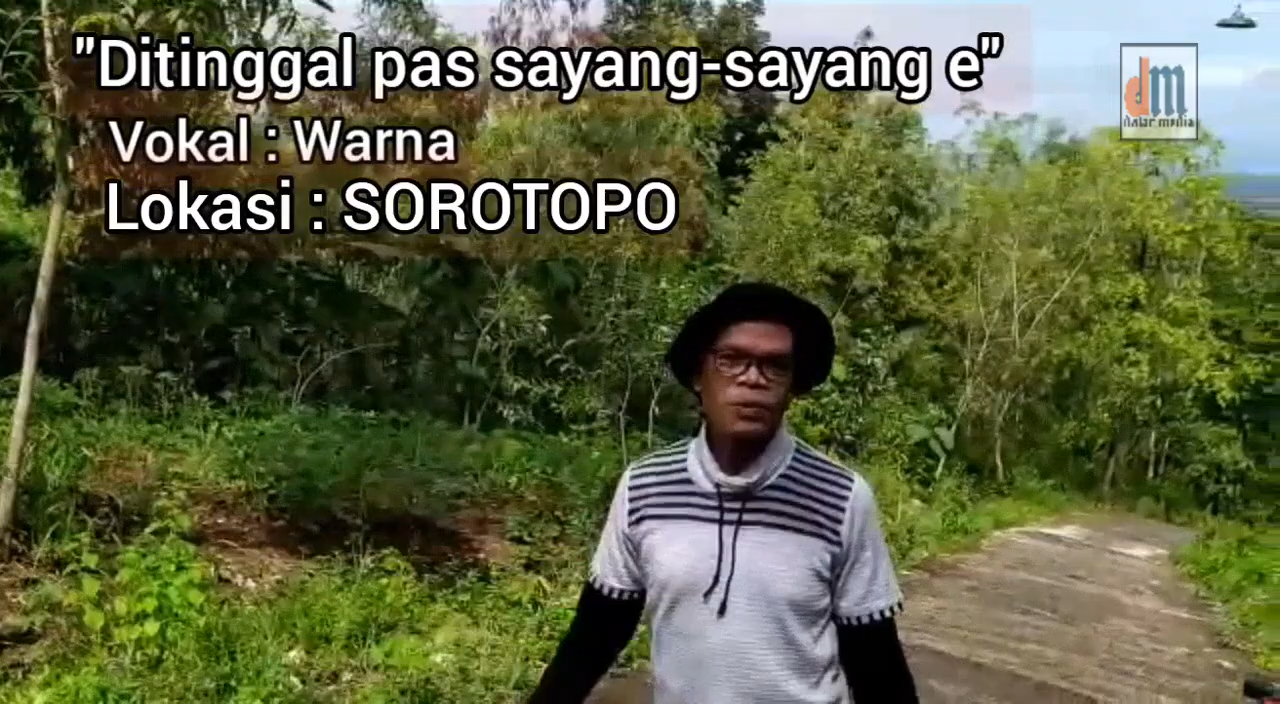 "Ditinggal pas sayang-sayang e"
Vokal : Warna
Lokasi : SOROTOPO
dm